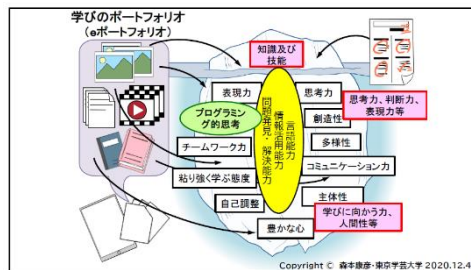 学びのポートフォリオ
(eポートフォリオ)
知識及び
技能
表現力
思考力
プログラミン
グ的思考
言語能力
情報活用能力
問題発見・解決能力
創造性
思考力、判断力、
表現力等
多様性
チームワーク力
コミュニケーション力
粘り強く学ぶ態度
主体性
自己調整
学びに向かう力、
人間性等
豊かな心
Copyright © 森本康彦・東京学芸大学 2020.12.4